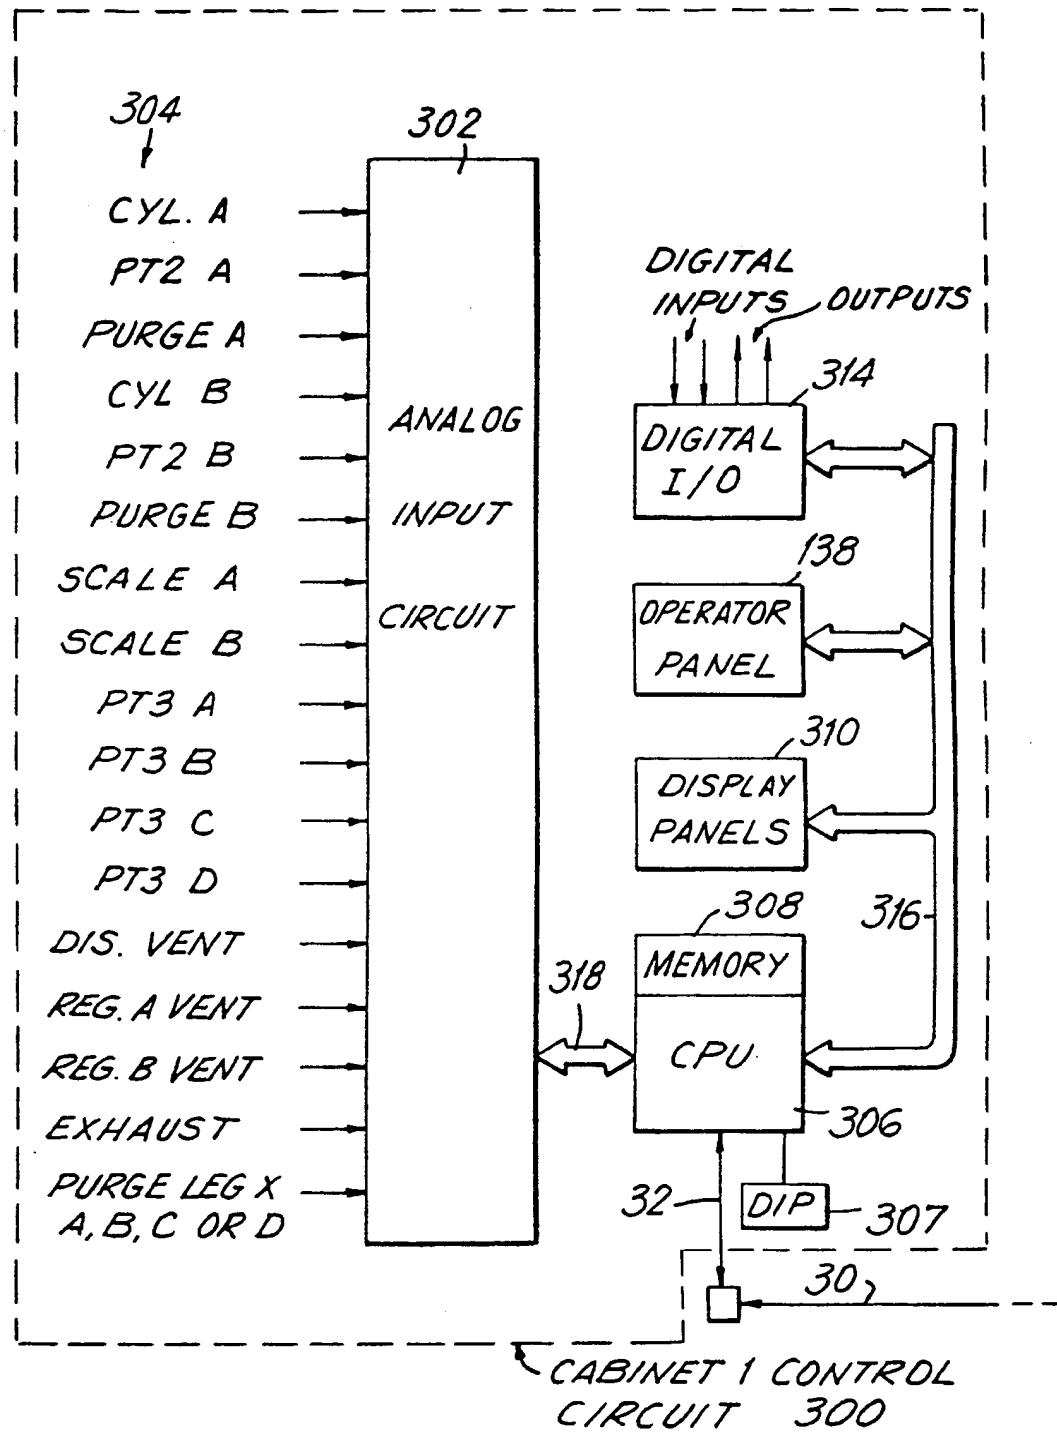 304
302
CYL. A
PT2 A
PURGE A
CYL B
PT2 B
PURGE B
SCALE A
SCALE B
PT3 A
PT3 B
PT3 C
PT3 D
DIS. VENT
REG. A VENT
REG. B VENT
EXHAUST
PURGE LEG X
A, B, C OR D
ANALOG
INPUT
CIRCUIT
DIGITAL
INPUTS
OUTPUTS
314
DIGITAL
I/O
138
OPERATOR
PANEL
310
DISPLAY
PANELS
316
308
MEMORY
318
CPU
306
32
DIP
307
30
CABINET 1 CONTROL
CIRCUIT 300